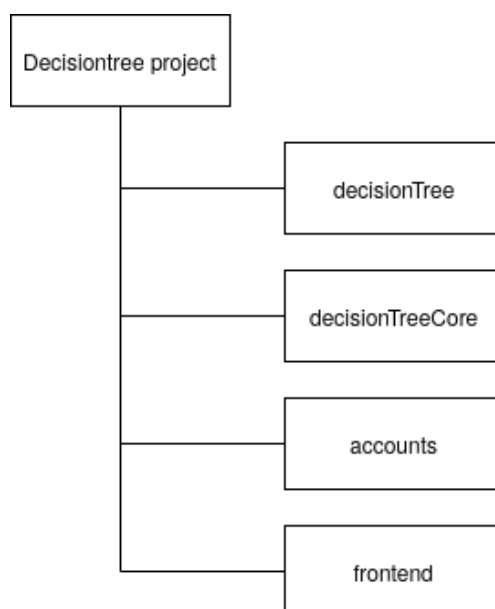 Decisiontree project
decisionTree
decisionTreeCore
accounts
frontend